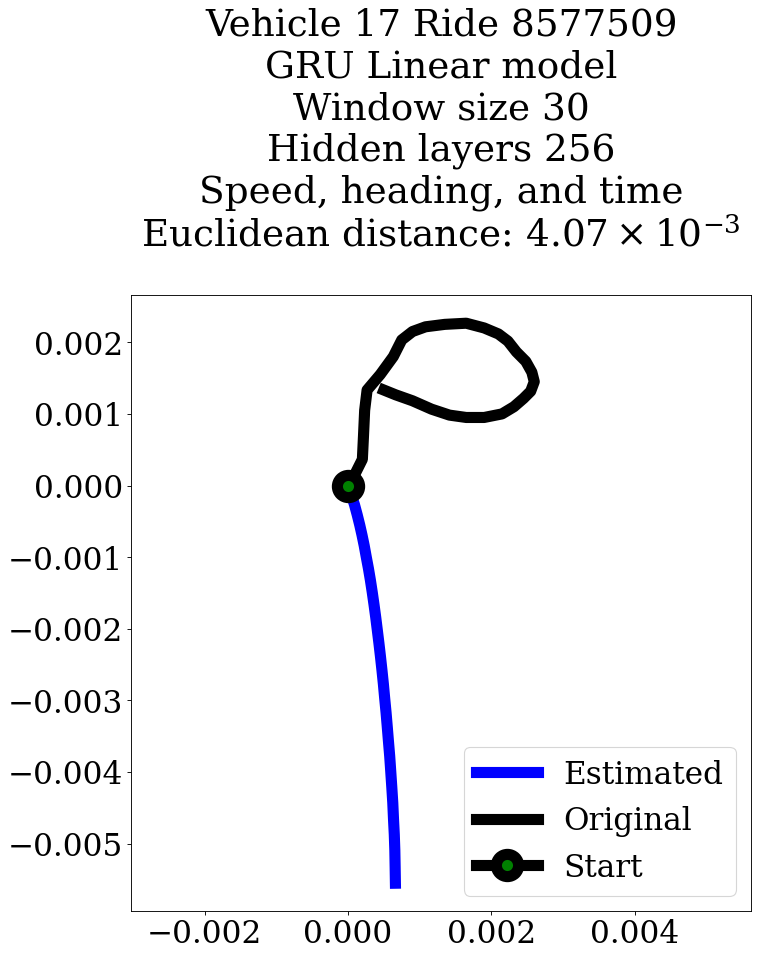 Vehicle 17 Ride 8577509
GRU Linear model
Window size 30
Hidden layers 256
Speed, heading, and time
Euclidean distance: 4.07 × 10⁻³
0.002
0.001
0.000
−0.001
−0.002
−0.003
−0.004
−0.005
Estimated
Original
Start
−0.002 0.000 0.002 0.004